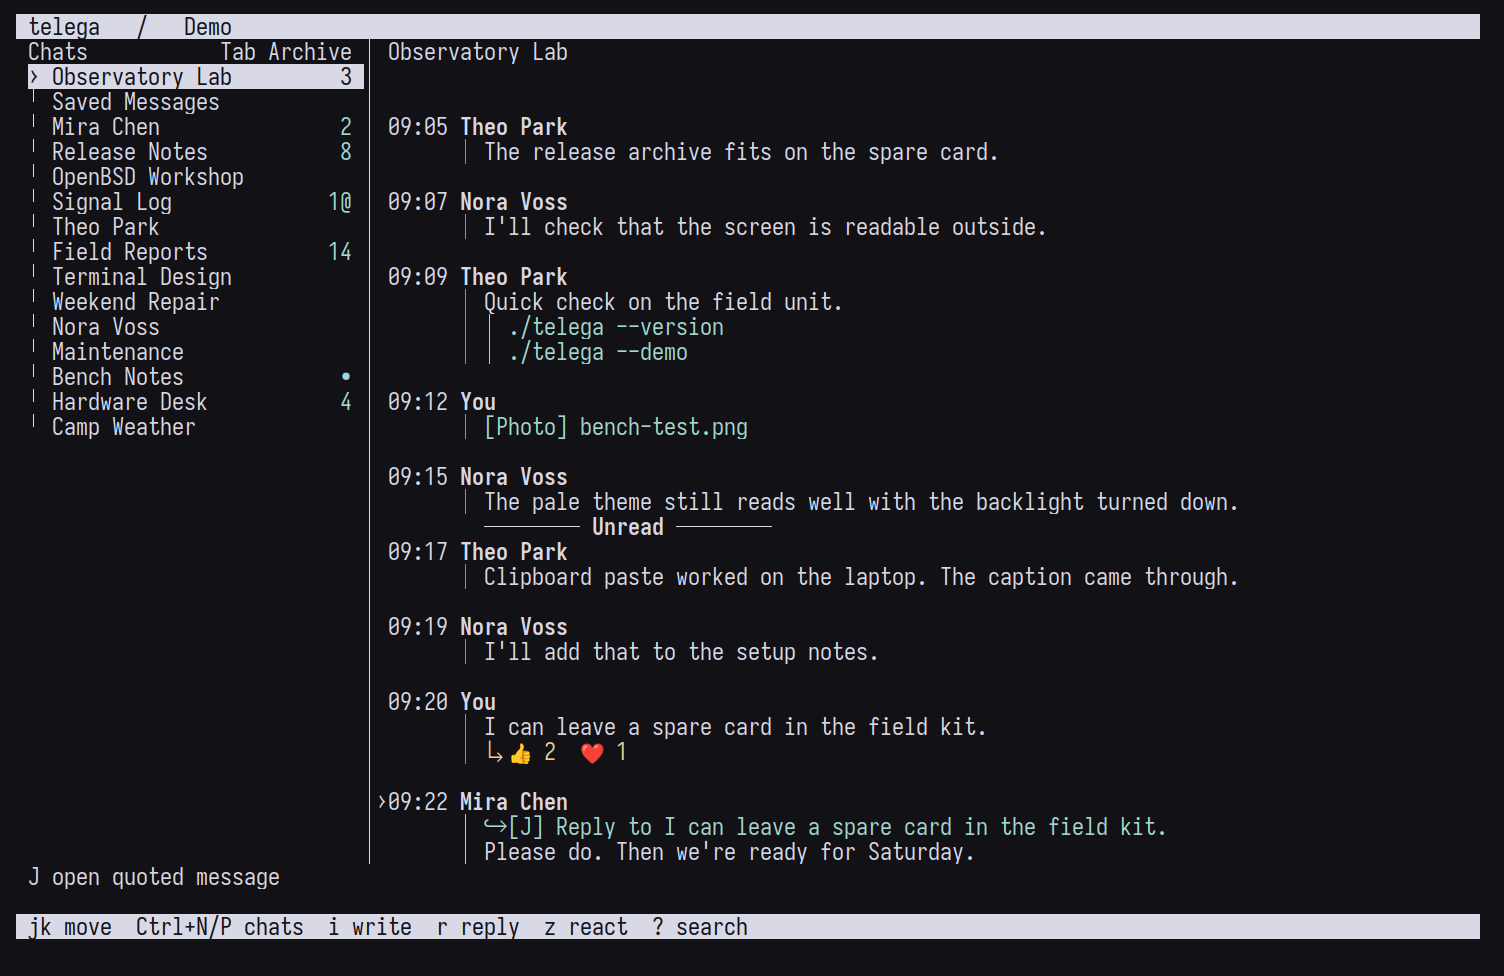 telega / Demo
Chats Tab Archive
> Observatory Lab 3
Saved Messages
Mira Chen 2
Release Notes 8
OpenBSD Workshop
Signal Log 1@
Theo Park
Field Reports 14
Terminal Design
Weekend Repair
Nora Voss
Maintenance
Bench Notes •
Hardware Desk 4
Camp Weather
Observatory Lab
09:05 Theo Park
The release archive fits on the spare card.
09:07 Nora Voss
I'll check that the screen is readable outside.
09:09 Theo Park
Quick check on the field unit.
./telega --version
./telega --demo
09:12 You
[Photo] bench-test.png
09:15 Nora Voss
The pale theme still reads well with the backlight turned down.
Unread
09:17 Theo Park
Clipboard paste worked on the laptop. The caption came through.
09:19 Nora Voss
I'll add that to the setup notes.
09:20 You
I can leave a spare card in the field kit.
↳👍 2 ❤️ 1
>09:22 Mira Chen
↪[J] Reply to I can leave a spare card in the field kit.
Please do. Then we're ready for Saturday.
J open quoted message
jk move Ctrl+N/P chats i write r reply z react ? search